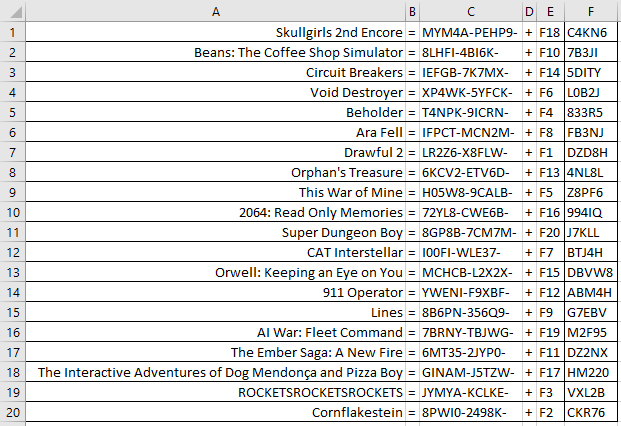 A B C D E F
1 Skullgirls 2nd Encore = MYM4A-PEHP9- + F18 C4KN6
2 Beans: The Coffee Shop Simulator = 8LHFI-4BI6K- + F10 7B3JI
3 Circuit Breakers = IEFGB-7K7MX- + F14 5DITY
4 Void Destroyer = XP4WK-5YFCK- + F6 L0B2J
5 Beholder = T4NPK-9ICRN- + F4 833R5
6 Ara Fell = IFPCT-MCN2M- + F8 FB3NJ
7 Drawful 2 = LR2Z6-X8FLW- + F1 DZD8H
8 Orphan's Treasure = 6KCV2-ETV6D- + F13 4NL8L
9 This War of Mine = H05W8-9CALB- + F5 Z8PF6
10 2064: Read Only Memories = 72YL8-CWE6B- + F16 994IQ
11 Super Dungeon Boy = 8GP8B-7CM7M- + F20 J7KLL
12 CAT Interstellar = I00FI-WLE37- + F7 BTJ4H
13 Orwell: Keeping an Eye on You = MCHCB-L2X2X- + F15 DBVW8
14 911 Operator = YWENI-F9XBF- + F12 ABM4H
15 Lines = 8B6PN-356Q9- + F9 G7EBV
16 AI War: Fleet Command = 7BRNY-TBJWG- + F19 M2F95
17 The Ember Saga: A New Fire = 6MT35-2JYP0- + F11 DZ2NX
18 The Interactive Adventures of Dog Mendonça and Pizza Boy = GINAM-J5TZW- + F17 HM220
19 ROCKETSROCKETSROCKETS = JYMYA-KCLKE- + F3 VXL2B
20 Cornflakestein = 8PWI0-2498K- + F2 CKR76